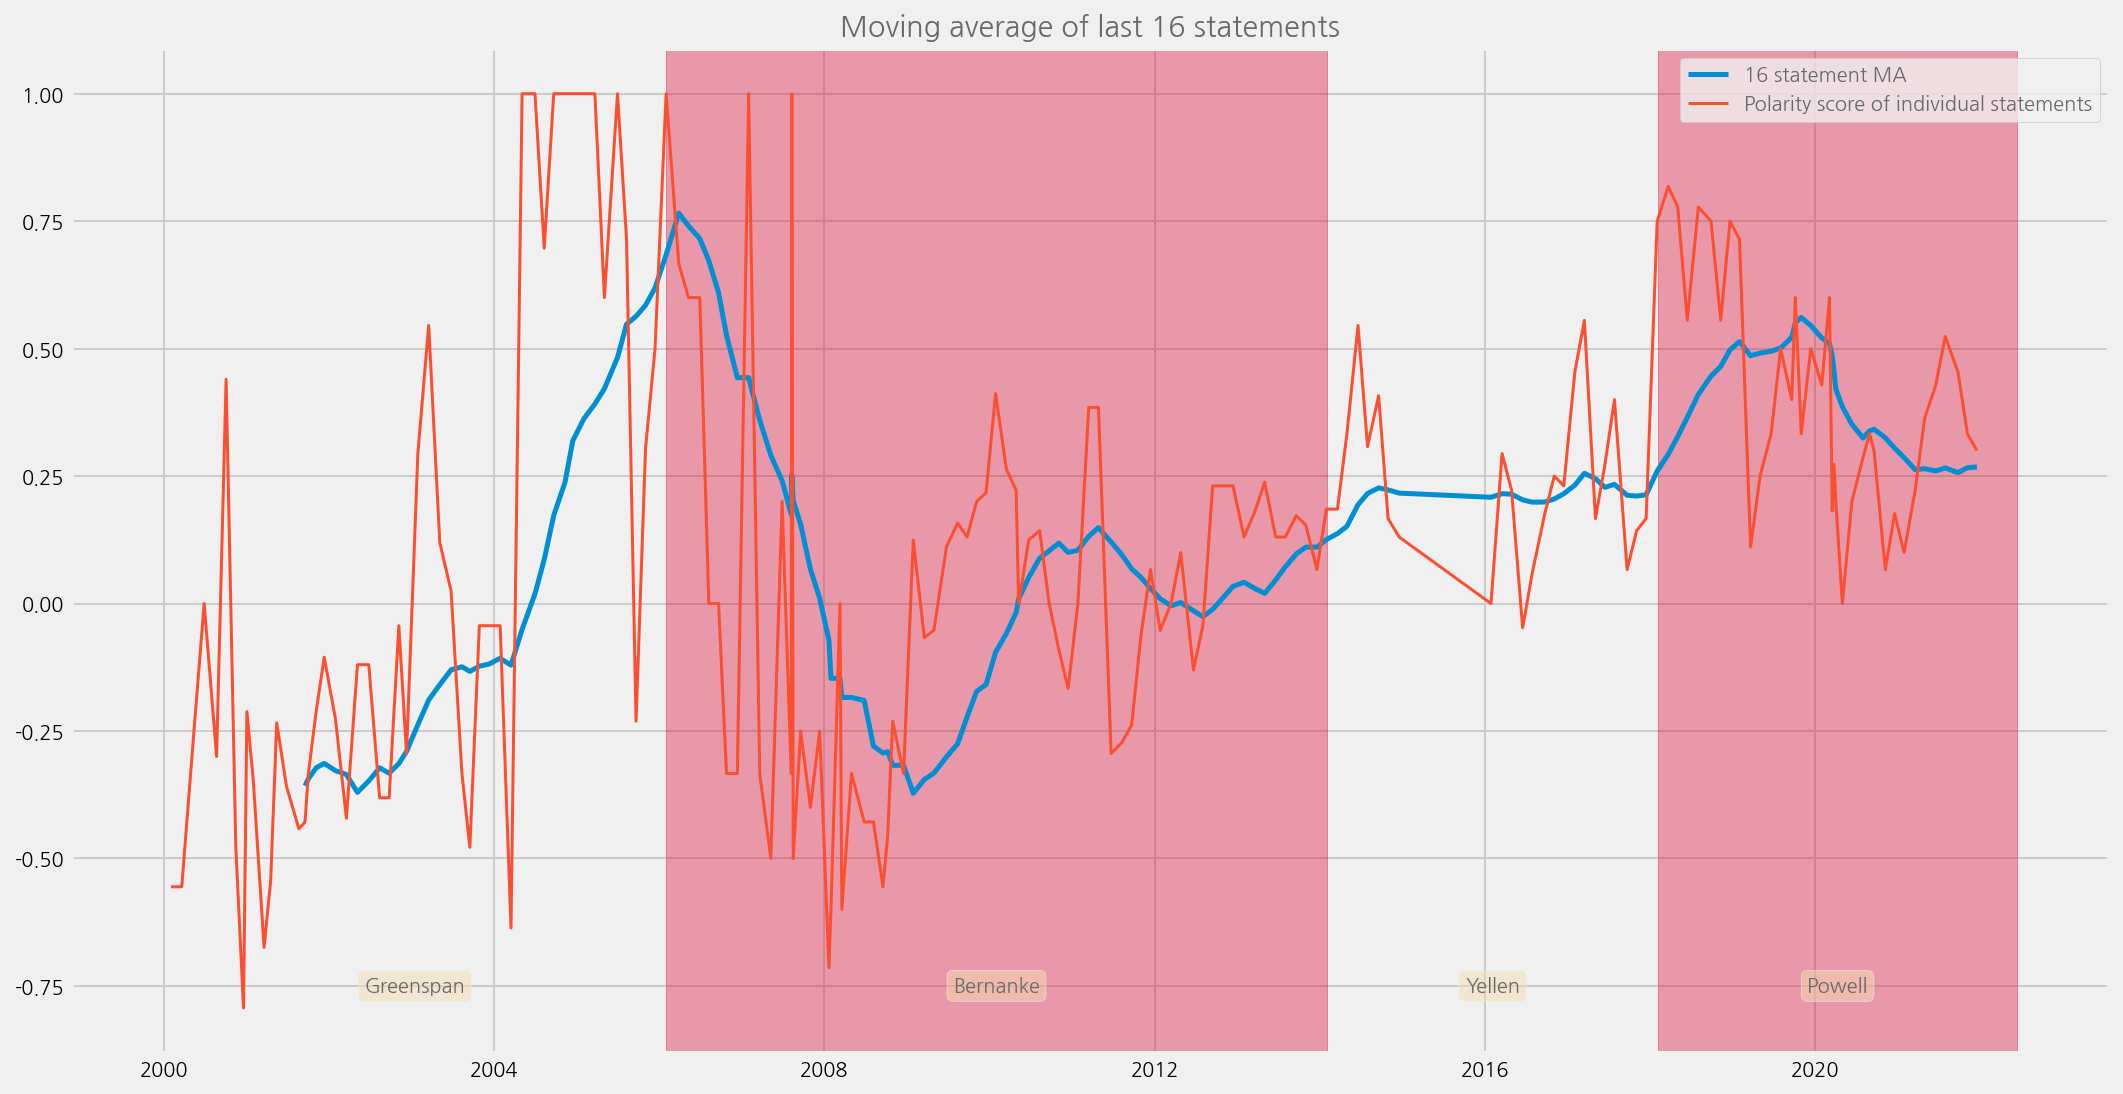 Moving average of last 16 statements
16 statement MA
Polarity score of individual statements
1.00
0.75
0.50
0.25
0.00
-0.25
-0.50
-0.75
Greenspan
Bernanke
Yellen
Powell
2000
2004
2008
2012
2016
2020